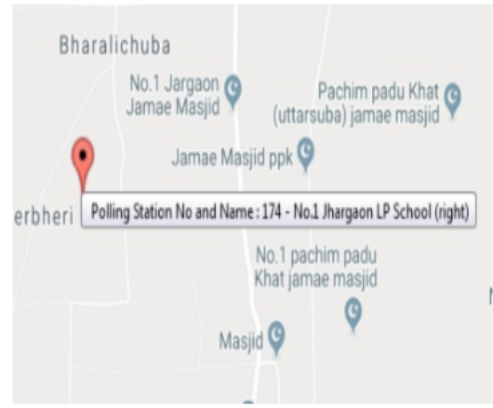 Bharalichuba
No.1 Jargaon
Jamae Masjid
Pachim padu Khat
(uttarsuba) jamae masjid
Jamae Masjid ppk
erbheri
Polling Station No and Name : 174 - No.1 Jhargaon LP School (right)
No.1 pachim padu
Khat jamae masjid
Masjid